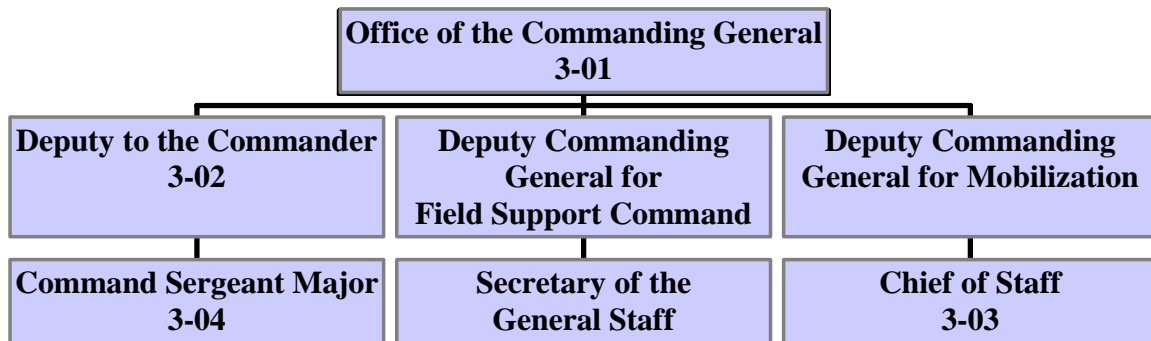 Office of the Commanding General
3-01
Deputy to the Commander
3-02
Deputy Commanding
General for
Field Support Command
Deputy Commanding
General for Mobilization
Command Sergeant Major
3-04
Secretary of the
General Staff
Chief of Staff
3-03